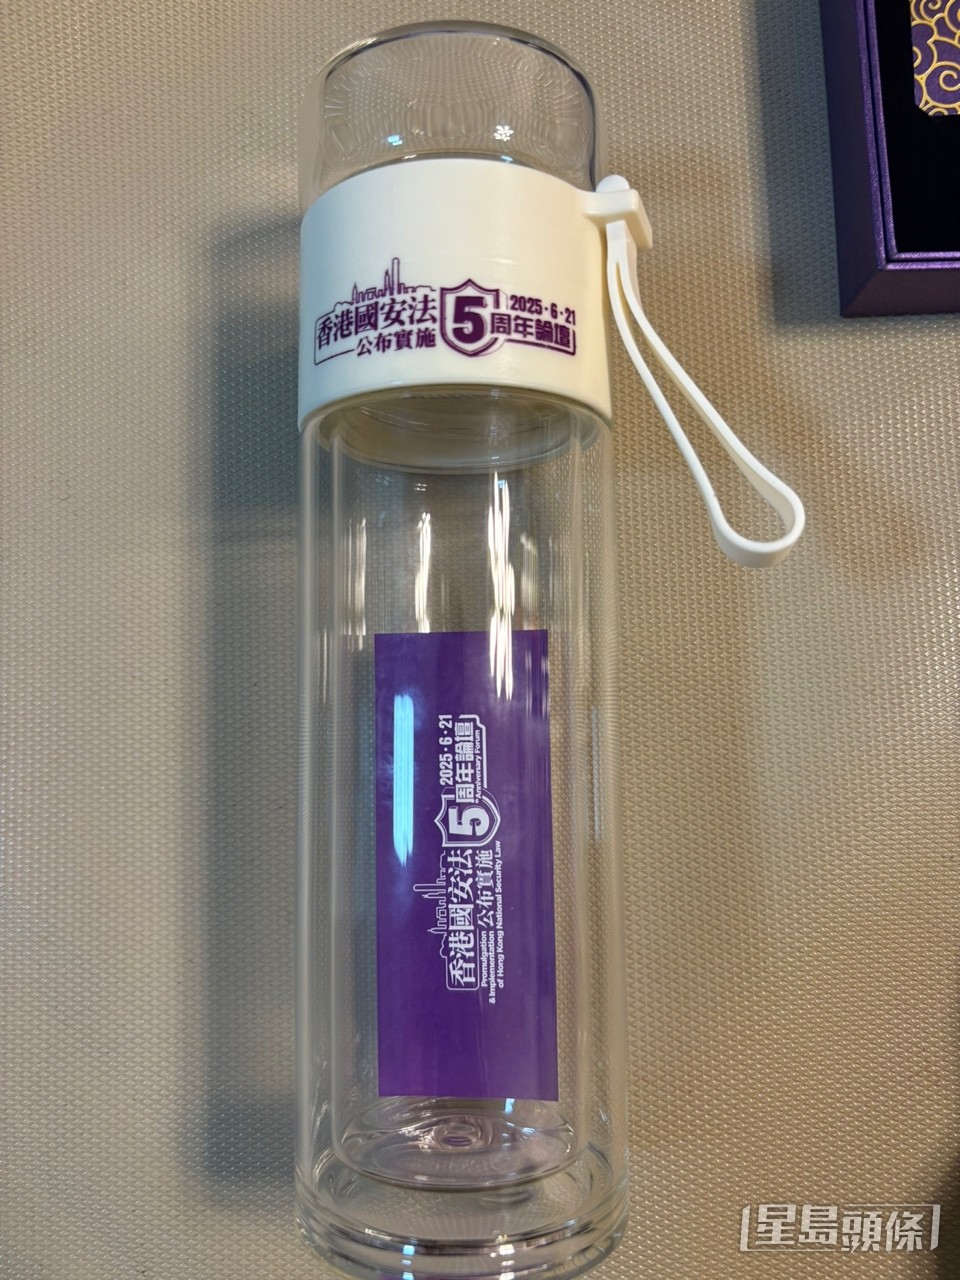 香港國安法
公布實施
5
2025·6·21
周年論壇
香港國安法
公布實施
5
2025·6·21
周年論壇
Anniversary Forum
Promulgation
& Implementation
of Hong Kong National Security Law
星島頭條